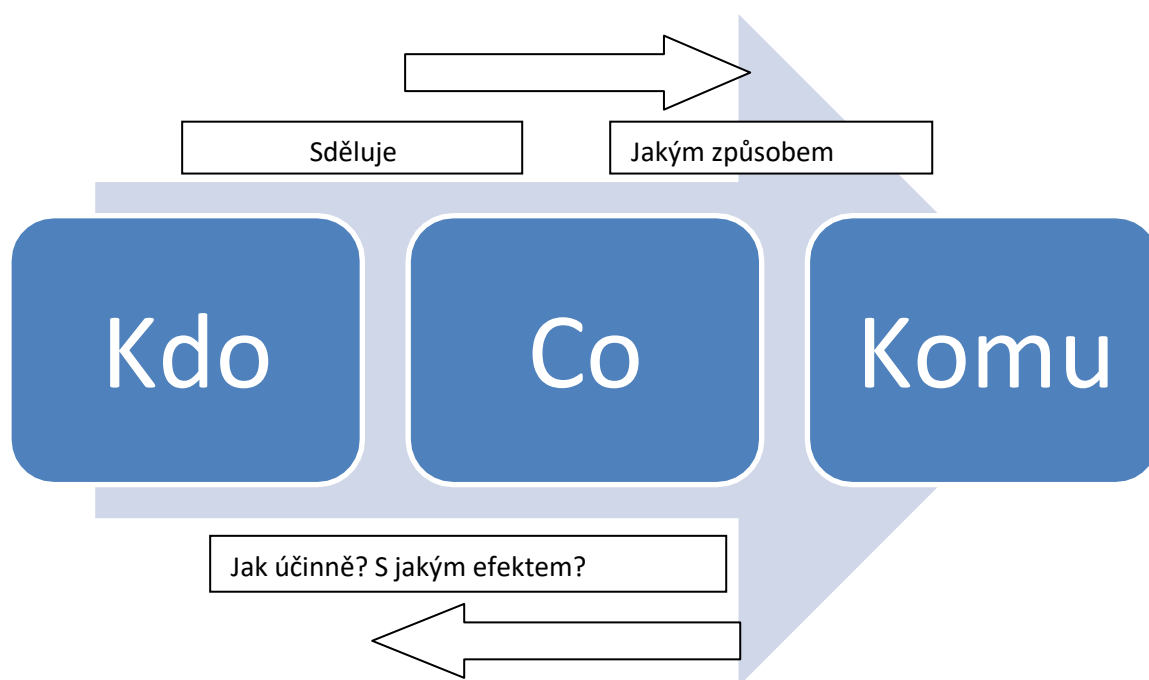 Sděluje
Jakým způsobem
Kdo
Co
Komu
Jak účinně? S jakým efektem?